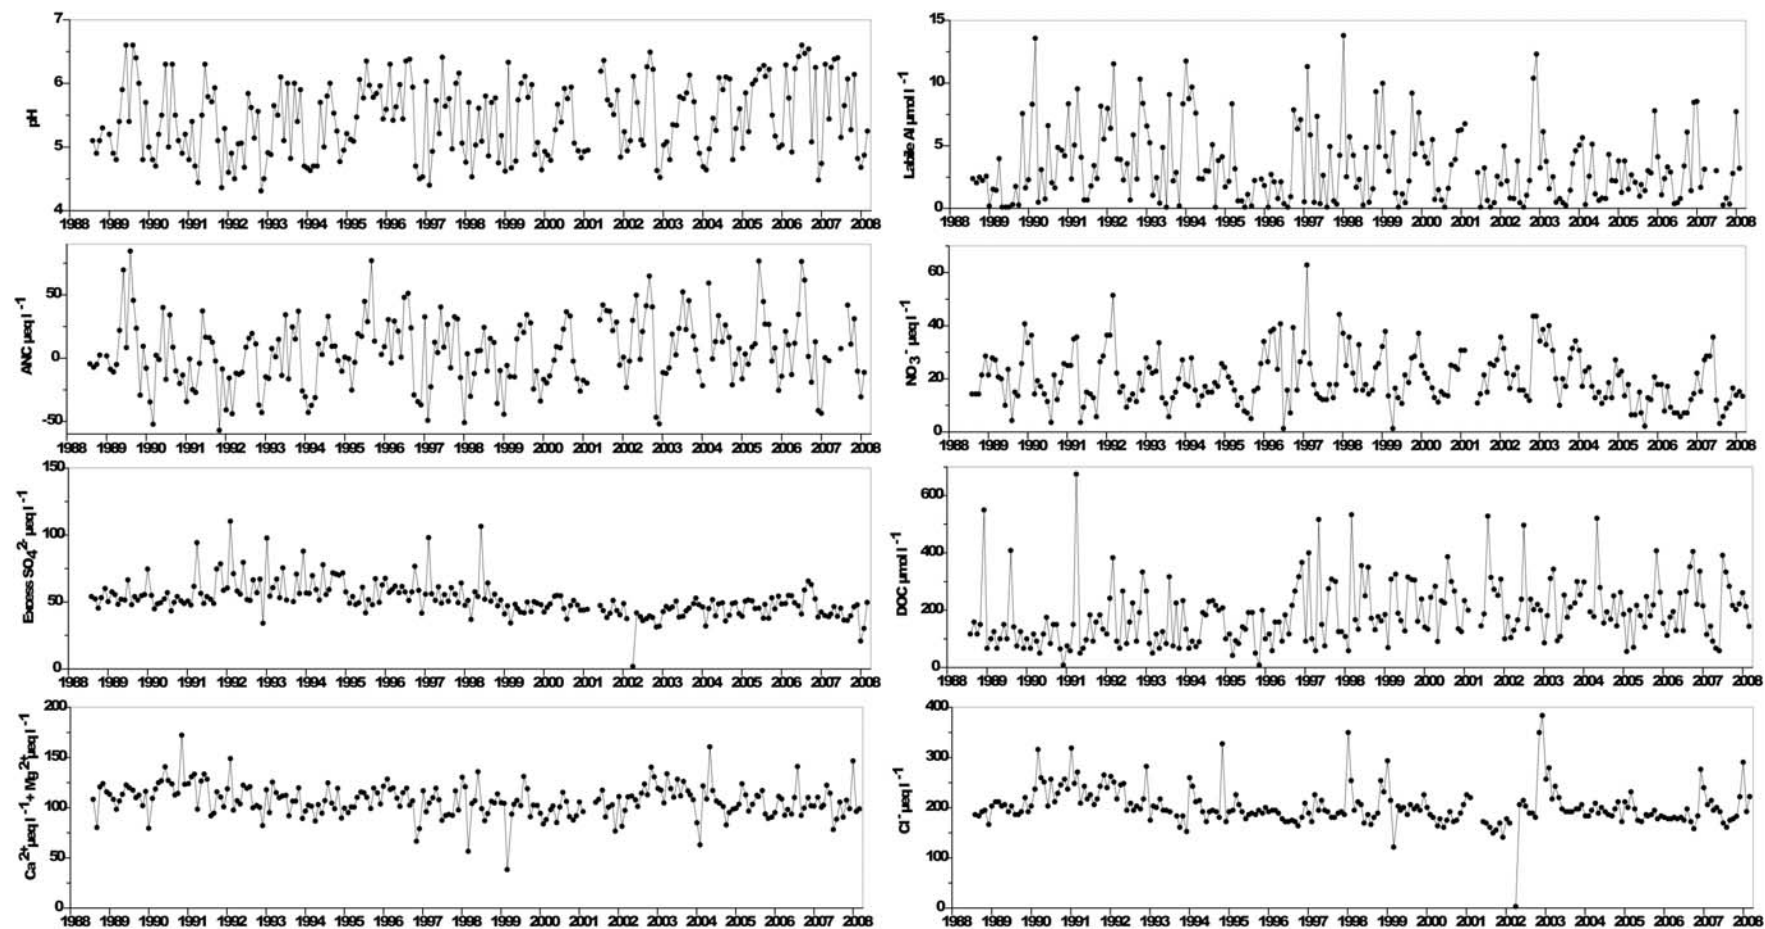 7
6
5
4
pH
1988 1989 1990 1991 1992 1993 1994 1995 1996 1997 1998 1999 2000 2001 2002 2003 2004 2005 2006 2007 2008
15
10
5
0
Labile Al µmol l⁻¹
1988 1989 1990 1991 1992 1993 1994 1995 1996 1997 1998 1999 2000 2001 2002 2003 2004 2005 2006 2007 2008
50
0
-50
ANC µeq l⁻¹
1988 1989 1990 1991 1992 1993 1994 1995 1996 1997 1998 1999 2000 2001 2002 2003 2004 2005 2006 2007 2008
60
40
20
0
NO₃⁻ µeq l⁻¹
1988 1989 1990 1991 1992 1993 1994 1995 1996 1997 1998 1999 2000 2001 2002 2003 2004 2005 2006 2007 2008
150
100
50
0
Excess SO₄²⁻ µeq l⁻¹
1988 1989 1990 1991 1992 1993 1994 1995 1996 1997 1998 1999 2000 2001 2002 2003 2004 2005 2006 2007 2008
600
400
200
0
DOC µmol l⁻¹
1988 1989 1990 1991 1992 1993 1994 1995 1996 1997 1998 1999 2000 2001 2002 2003 2004 2005 2006 2007 2008
200
150
100
50
0
Ca²⁺µeq l⁻¹+ Mg²⁺µeq l⁻¹
1988 1989 1990 1991 1992 1993 1994 1995 1996 1997 1998 1999 2000 2001 2002 2003 2004 2005 2006 2007 2008
400
300
200
100
0
Cl⁻µeq l⁻¹
1988 1989 1990 1991 1992 1993 1994 1995 1996 1997 1998 1999 2000 2001 2002 2003 2004 2005 2006 2007 2008